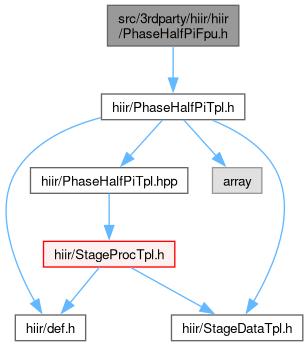 src/3rdparty/hiir/hiir
/PhaseHalfPiFpu.h
hiir/PhaseHalfPiTpl.h
hiir/PhaseHalfPiTpl.hpp
array
hiir/StageProcTpl.h
hiir/def.h
hiir/StageDataTpl.h